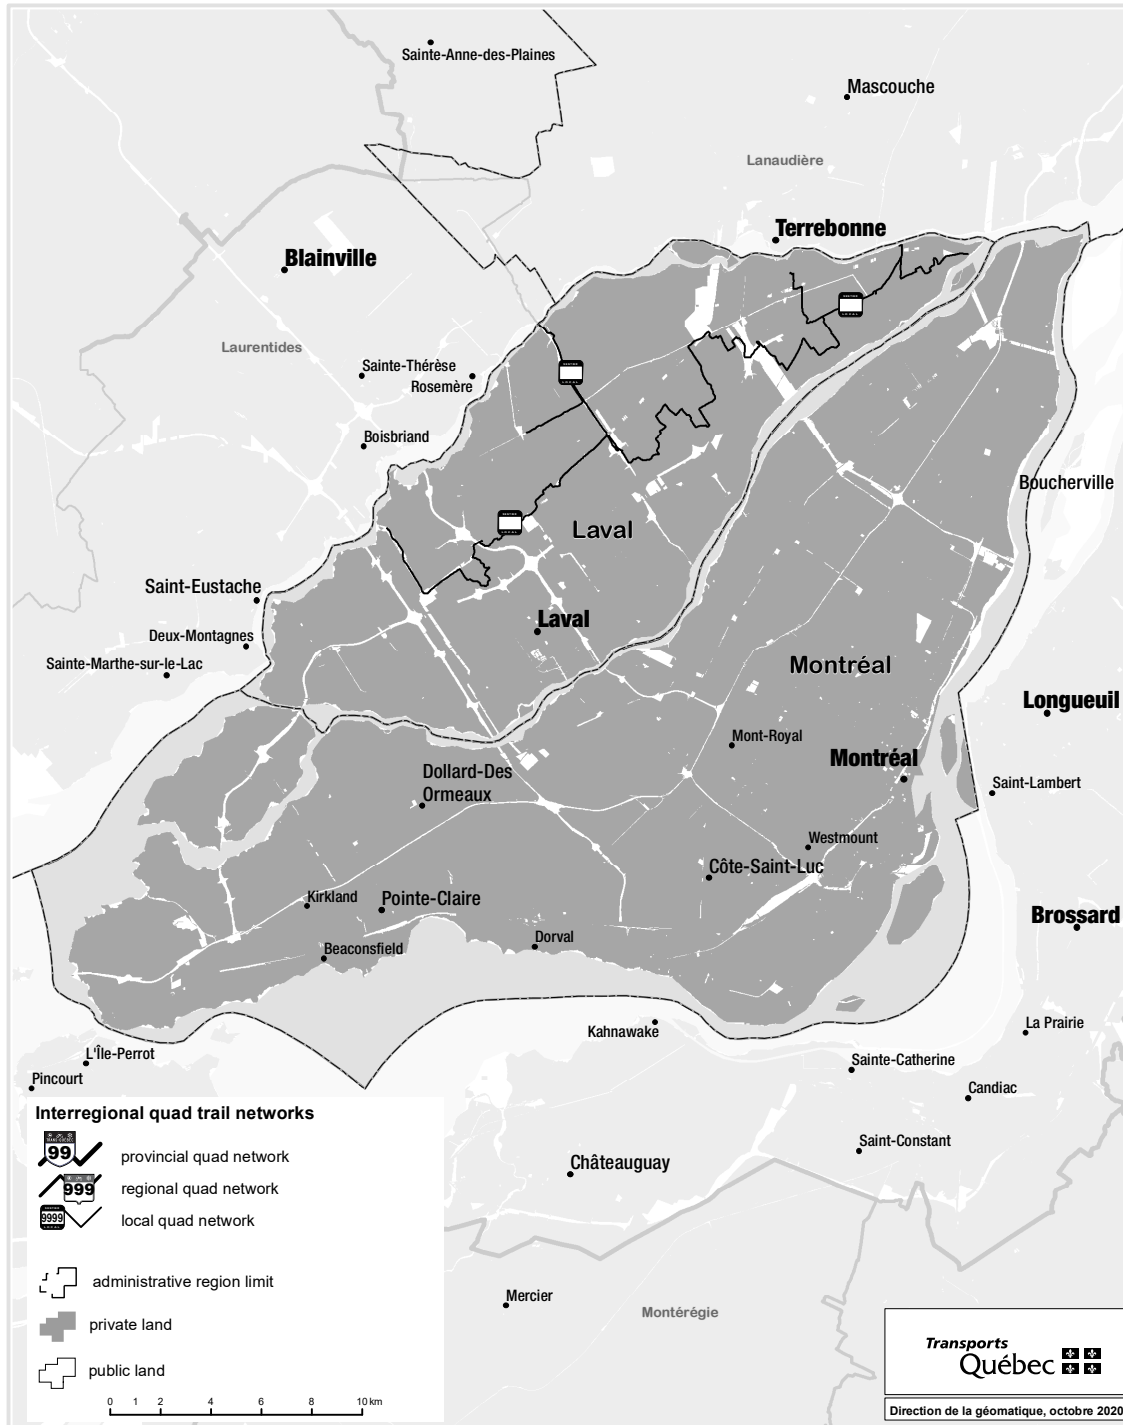 Sainte-Anne-des-Plaines
Mascouche
Lanaudière
Terrebonne
Blainville
Laurentides
Sainte-Thérèse
Rosemère
Boisbriand
Boucherville
Laval
Saint-Eustache
Laval
Deux-Montagnes
Sainte-Marthe-sur-le-Lac
Montréal
Longueuil
Mont-Royal
Montréal
Dollard-Des
Ormeaux
Saint-Lambert
Westmount
Côte-Saint-Luc
Kirkland
Pointe-Claire
Brossard
Dorval
Beaconsfield
Kahnawake
La Prairie
L'Île-Perrot
Sainte-Catherine
Pincourt
Candiac
Saint-Constant
Châteauguay
Mercier
Montérégie
Interregional quad trail networks
99
provincial quad network
999
regional quad network
9999
local quad network
administrative region limit
private land
public land
0 1 2 4 6 8 10 km
Transports
Québec
Direction de la géomatique, octobre 2020